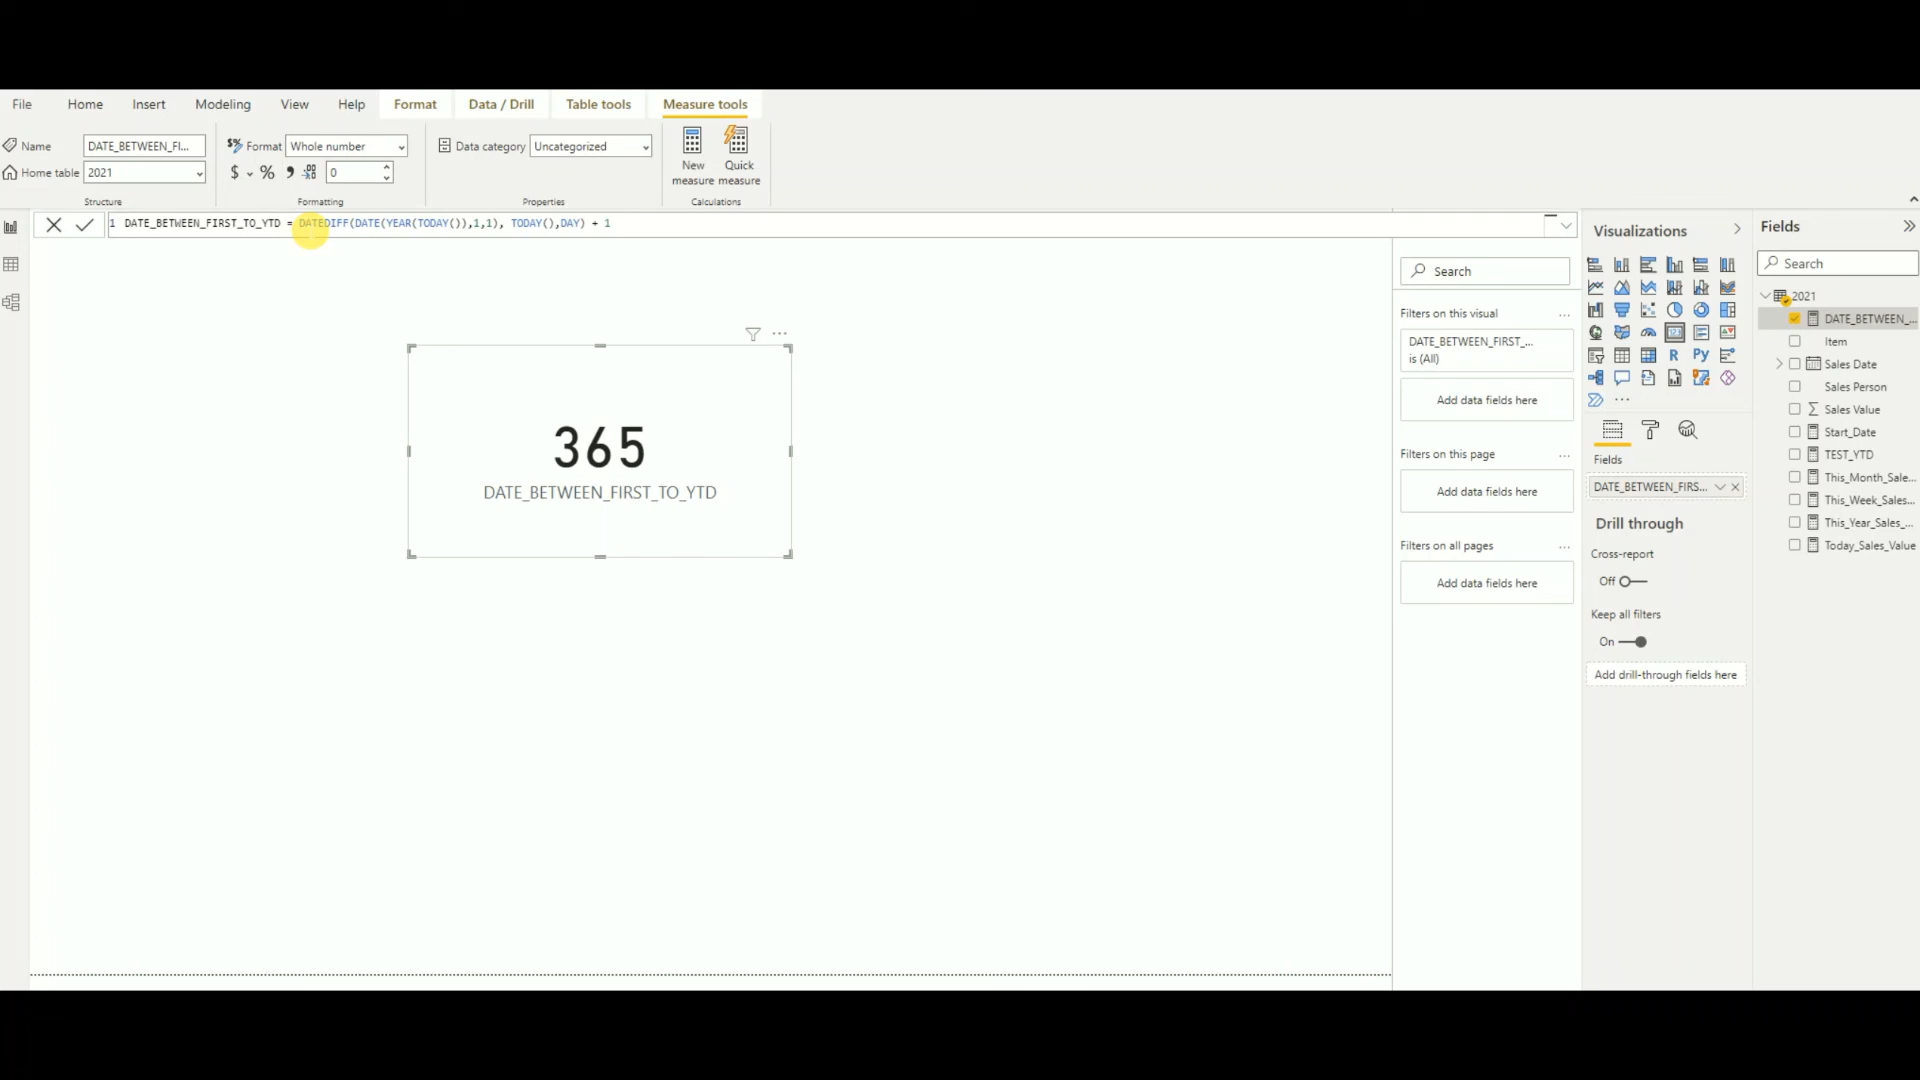 File Home Insert Modeling View Help Format Data / Drill Table tools Measure tools
Name DATE_BETWEEN_FI...
Home table 2021
Structure
$% Format Whole number
$ % , 0
Formatting
Data category Uncategorized
Properties
New measure
Quick measure
Calculations
1 DATE_BETWEEN_FIRST_TO_YTD = DATEDIFF(DATE(YEAR(TODAY()),1,1), TODAY(),DAY) + 1
365
DATE_BETWEEN_FIRST_TO_YTD
Search
Filters on this visual ...
DATE_BETWEEN_FIRST_...
is (All)
Add data fields here
Filters on this page ...
Add data fields here
Filters on all pages ...
Add data fields here
Visualizations
R Py
Fields
DATE_BETWEEN_FIRS...
Drill through
Cross-report
Off
Keep all filters
On
Add drill-through fields here
Fields
Search
2021
DATE_BETWEEN_...
Item
Sales Date
Sales Person
Σ Sales Value
Start_Date
TEST_YTD
This_Month_Sale...
This_Week_Sales...
This_Year_Sales_...
Today_Sales_Value